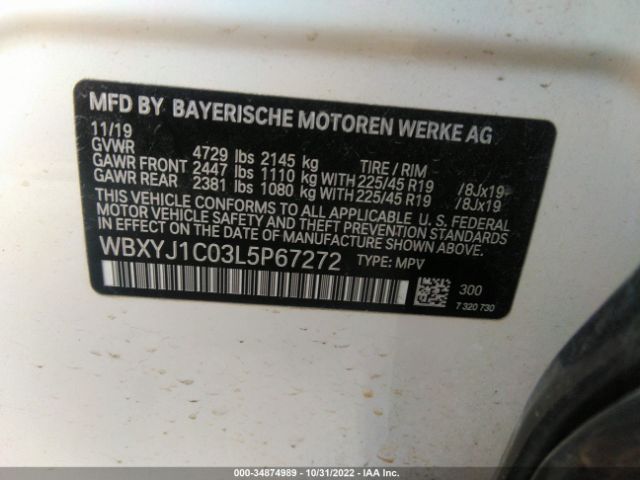 MFD BY BAYERISCHE MOTOREN WERKE AG
11/19
GVWR 4729 lbs 2145 kg TIRE / RIM
GAWR FRONT 2447 lbs 1110 kg WITH 225/45 R19 /8Jx19
GAWR REAR 2381 lbs 1080 kg WITH 225/45 R19 /8Jx19
THIS VEHICLE CONFORMS TO ALL APPLICABLE U. S. FEDERAL
MOTOR VEHICLE SAFETY AND THEFT PREVENTION STANDARDS
IN EFFECT ON THE DATE OF MANUFACTURE SHOWN ABOVE.
WBXYJ1C03L5P67272 TYPE: MPV
300
7 320 730
000-34874989 - 10/31/2022 - IAA Inc.